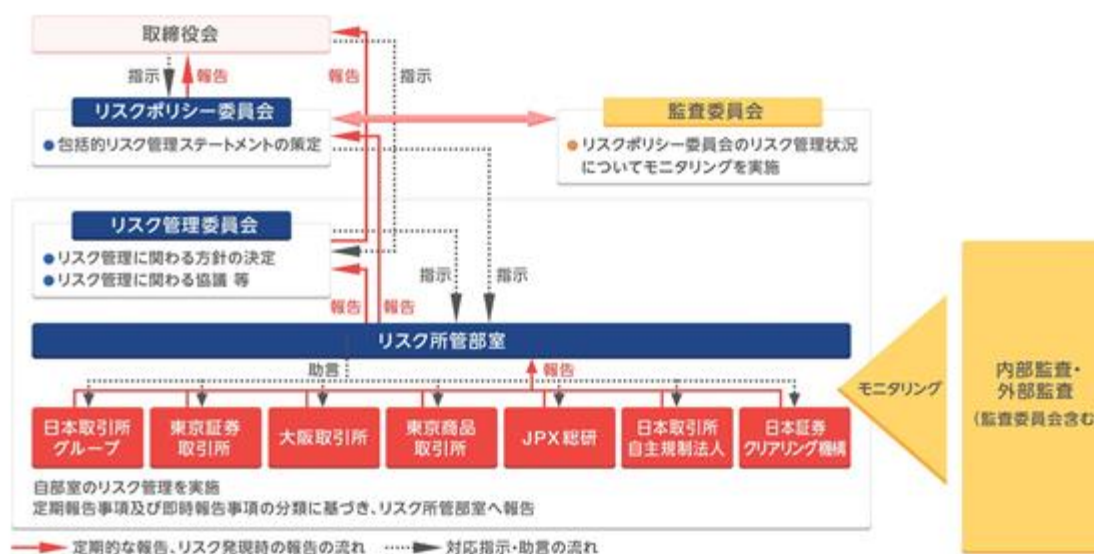 取締役会
指示
報告
報告
指示
リスクポリシー委員会
●包括的リスク管理ステートメントの策定
監査委員会
●リスクポリシー委員会のリスク管理状況
についてモニタリングを実施
リスク管理委員会
●リスク管理に関わる方針の決定
●リスク管理に関わる協議 等
指示
指示
報告
報告
リスク所管部室
助言
報告
日本取引所
グループ
東京証券
取引所
大阪取引所
東京商品
取引所
JPX総研
日本取引所
自主規制法人
日本証券
クリアリング機構
自部室のリスク管理を実施
定期報告事項及び即時報告事項の分類に基づき、リスク所管部室へ報告
モニタリング
内部監査・
外部監査
(監査委員会含む
定期的な報告、リスク発現時の報告の流れ
対応指示・助言の流れ